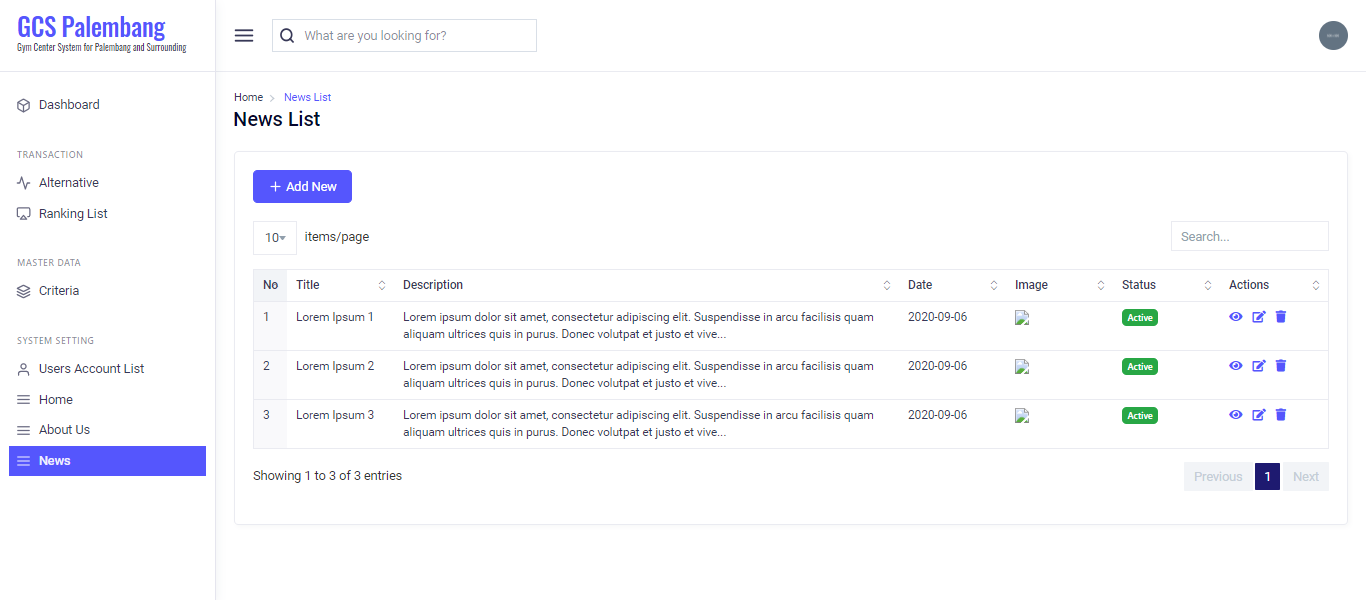 GCS Palembang
Gym Center System for Palembang and Surrounding
What are you looking for?
Dashboard
TRANSACTION
Alternative
Ranking List
MASTER DATA
Criteria
SYSTEM SETTING
Users Account List
Home
About Us
News
Home > News List
News List
+ Add New
10 items/page
Search...
No Title Description Date Image Status Actions
1 Lorem Ipsum 1 Lorem ipsum dolor sit amet, consectetur adipiscing elit. Suspendisse in arcu facilisis quam 2020-09-06 Active
aliquam ultrices quis in purus. Donec volutpat et justo et vive...
2 Lorem Ipsum 2 Lorem ipsum dolor sit amet, consectetur adipiscing elit. Suspendisse in arcu facilisis quam 2020-09-06 Active
aliquam ultrices quis in purus. Donec volutpat et justo et vive...
3 Lorem Ipsum 3 Lorem ipsum dolor sit amet, consectetur adipiscing elit. Suspendisse in arcu facilisis quam 2020-09-06 Active
aliquam ultrices quis in purus. Donec volutpat et justo et vive...
Showing 1 to 3 of 3 entries
Previous 1 Next